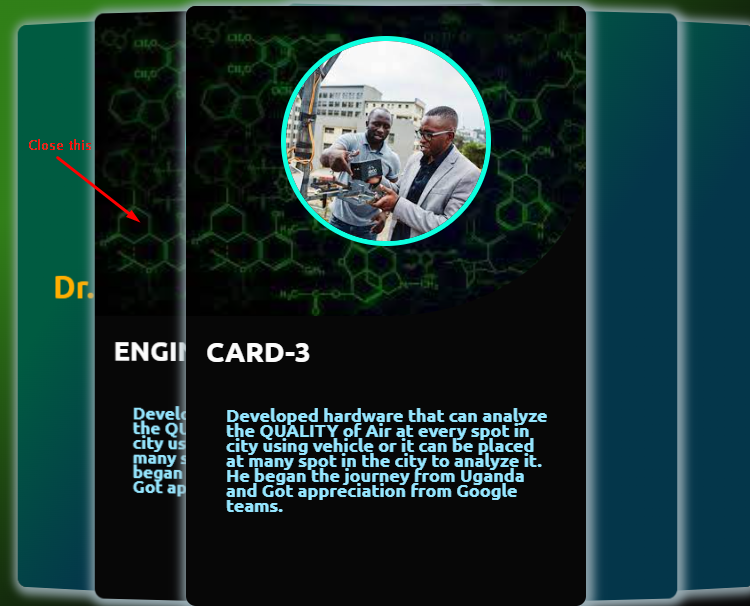 Close this
Dr.
ENGIN
CARD-3
Develo
the QU
city us
many s
began
Got ap
Developed hardware that can analyze
the QUALITY of Air at every spot in
city using vehicle or it can be placed
at many spot in the city to analyze it.
He began the journey from Uganda
and Got appreciation from Google
teams.